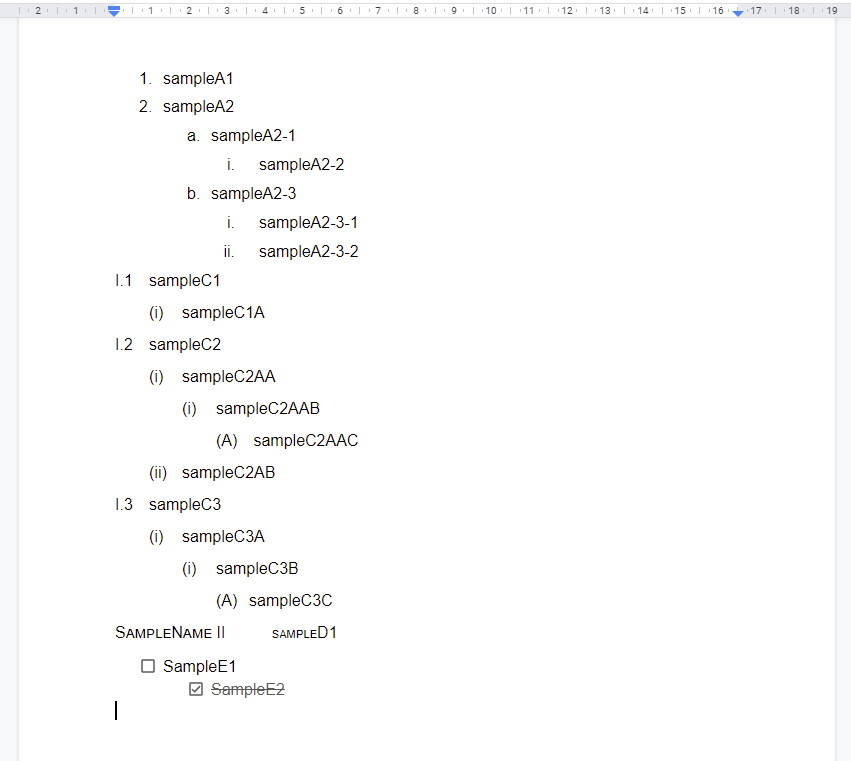 2 1 1 2 3 4 5 6 7 8 9 10 11 12 13 14 15 16 17 18 19
1. sampleA1
2. sampleA2
a. sampleA2-1
i. sampleA2-2
b. sampleA2-3
i. sampleA2-3-1
ii. sampleA2-3-2
I.1 sampleC1
(i) sampleC1A
I.2 sampleC2
(i) sampleC2AA
(i) sampleC2AAB
(A) sampleC2AAC
(ii) sampleC2AB
I.3 sampleC3
(i) sampleC3A
(i) sampleC3B
(A) sampleC3C
SAMPLENAME II SAMPLED1
SampleE1
SampleE2